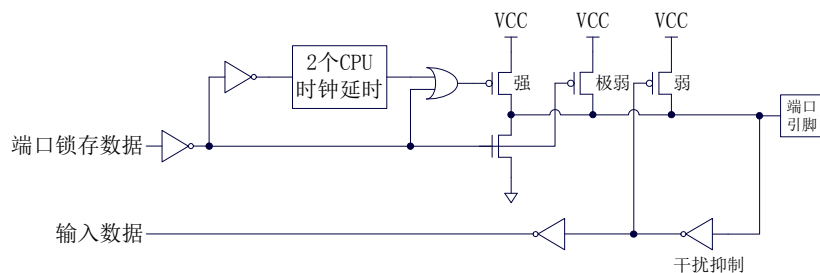 VCC
VCC
VCC
2个CPU
时钟延时
强
极弱
弱
端口
引脚
端口锁存数据
输入数据
干扰抑制